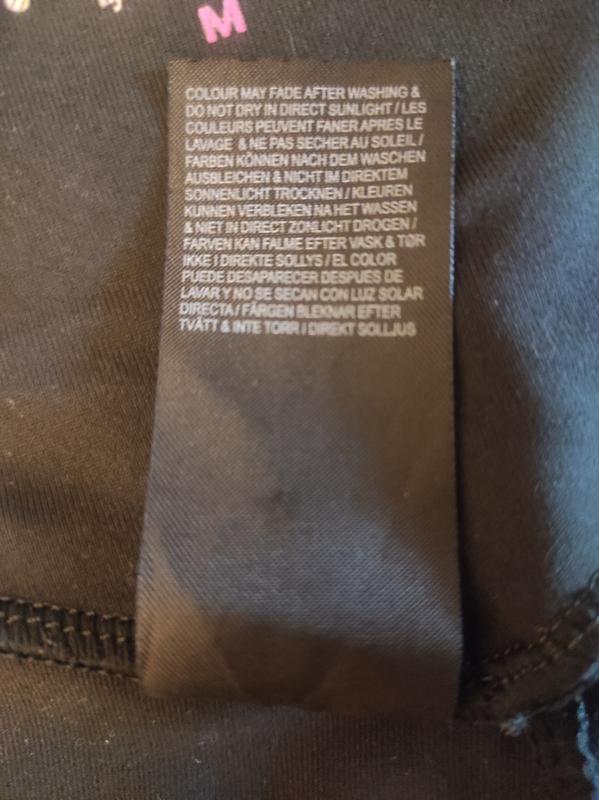 M
COLOUR MAY FADE AFTER WASHING &
DO NOT DRY IN DIRECT SUNLIGHT / LES
COULEURS PEUVENT FANER APRES LE
LAVAGE & NE PAS SECHER AU SOLEIL /
FARBEN KÖNNEN NACH DEM WASCHEN
AUSBLEICHEN & NICHT IM DIREKTEM
SONNENLICHT TROCKNEN / KLEUREN
KUNNEN VERBLEKEN NA HET WASSEN
& NIET IN DIRECT ZONLICHT DROGEN /
FARVEN KAN FALME EFTER VASK & TØR
IKKE I DIREKTE SOLLYS / EL COLOR
PUEDE DESAPARECER DESPUES DE
LAVAR Y NO SE SECAN CON LUZ SOLAR
DIRECTA / FÄRGEN BLEKNAR EFTER
TVÄTT & INTE TORR I DIREKT SOLLJUS